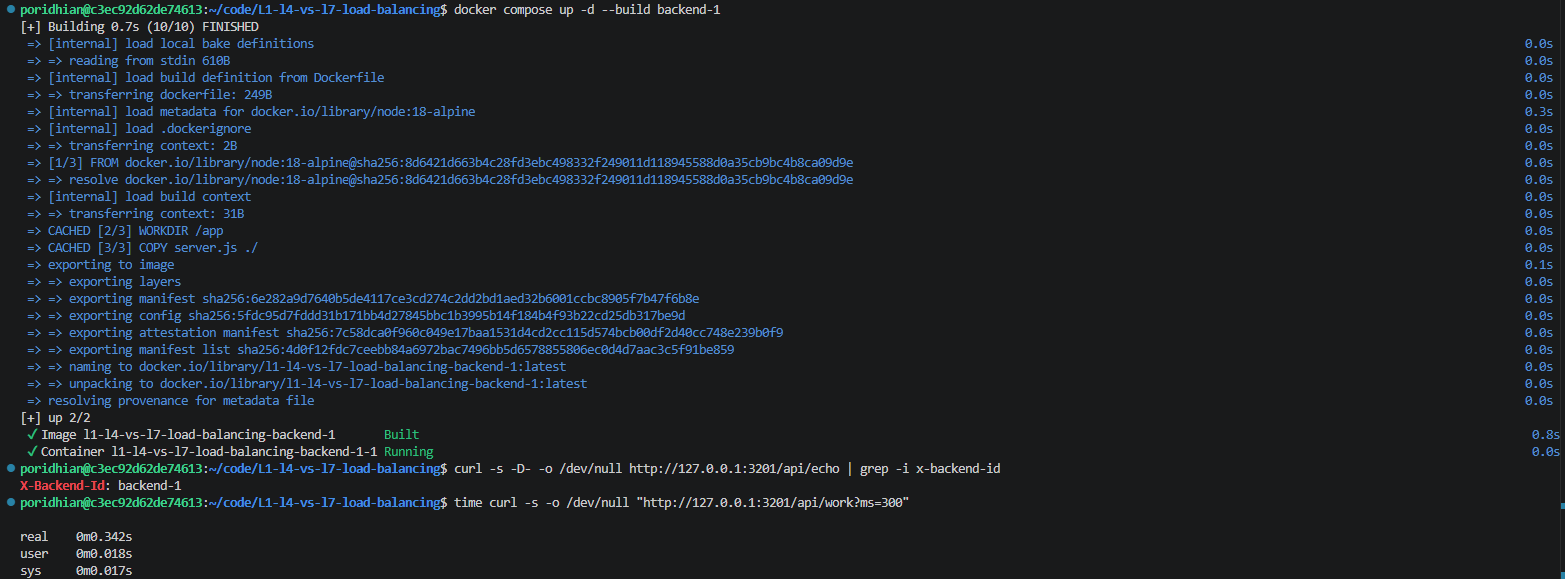 poridhian@c3ec92d62de74613:~/code/L1-l4-vs-l7-load-balancing$ docker compose up -d --build backend-1
[+] Building 0.7s (10/10) FINISHED
=> [internal] load local bake definitions 0.0s
=> => reading from stdin 610B 0.0s
=> [internal] load build definition from Dockerfile 0.0s
=> => transferring dockerfile: 249B 0.0s
=> [internal] load metadata for docker.io/library/node:18-alpine 0.3s
=> [internal] load .dockerignore 0.0s
=> => transferring context: 2B 0.0s
=> [1/3] FROM docker.io/library/node:18-alpine@sha256:8d6421d663b4c28fd3ebc498332f249011d118945588d0a35cb9bc4b8ca09d9e 0.0s
=> => resolve docker.io/library/node:18-alpine@sha256:8d6421d663b4c28fd3ebc498332f249011d118945588d0a35cb9bc4b8ca09d9e 0.0s
=> [internal] load build context 0.0s
=> => transferring context: 31B 0.0s
=> CACHED [2/3] WORKDIR /app 0.0s
=> CACHED [3/3] COPY server.js ./ 0.0s
=> exporting to image 0.1s
=> => exporting layers 0.0s
=> => exporting manifest sha256:6e282a9d7640b5de4117ce3cd274c2dd2bd1aed32b6001ccbc8905f7b47f6b8e 0.0s
=> => exporting config sha256:5fdc95d7fddd31b171bb4d27845bbc1b3995b14f184b4f93b22cd25db317be9d 0.0s
=> => exporting attestation manifest sha256:7c58dca0f960c049e17baa1531d4cd2cc115d574bcb00df2d40cc748e239b0f9 0.0s
=> => exporting manifest list sha256:4d0f12fdc7ceebb84a6972bac7496bb5d6578855806ec0d4d7aac3c5f91be859 0.0s
=> => naming to docker.io/library/l1-l4-vs-l7-load-balancing-backend-1:latest 0.0s
=> => unpacking to docker.io/library/l1-l4-vs-l7-load-balancing-backend-1:latest 0.0s
=> resolving provenance for metadata file 0.0s
[+] up 2/2
✓ Image l1-l4-vs-l7-load-balancing-backend-1 Built 0.8s
✓ Container l1-l4-vs-l7-load-balancing-backend-1-1 Running 0.0s
poridhian@c3ec92d62de74613:~/code/L1-l4-vs-l7-load-balancing$ curl -s -D- -o /dev/null http://127.0.0.1:3201/api/echo | grep -i x-backend-id
X-Backend-Id: backend-1
poridhian@c3ec92d62de74613:~/code/L1-l4-vs-l7-load-balancing$ time curl -s -o /dev/null "http://127.0.0.1:3201/api/work?ms=300"
real 0m0.342s
user 0m0.018s
sys 0m0.017s